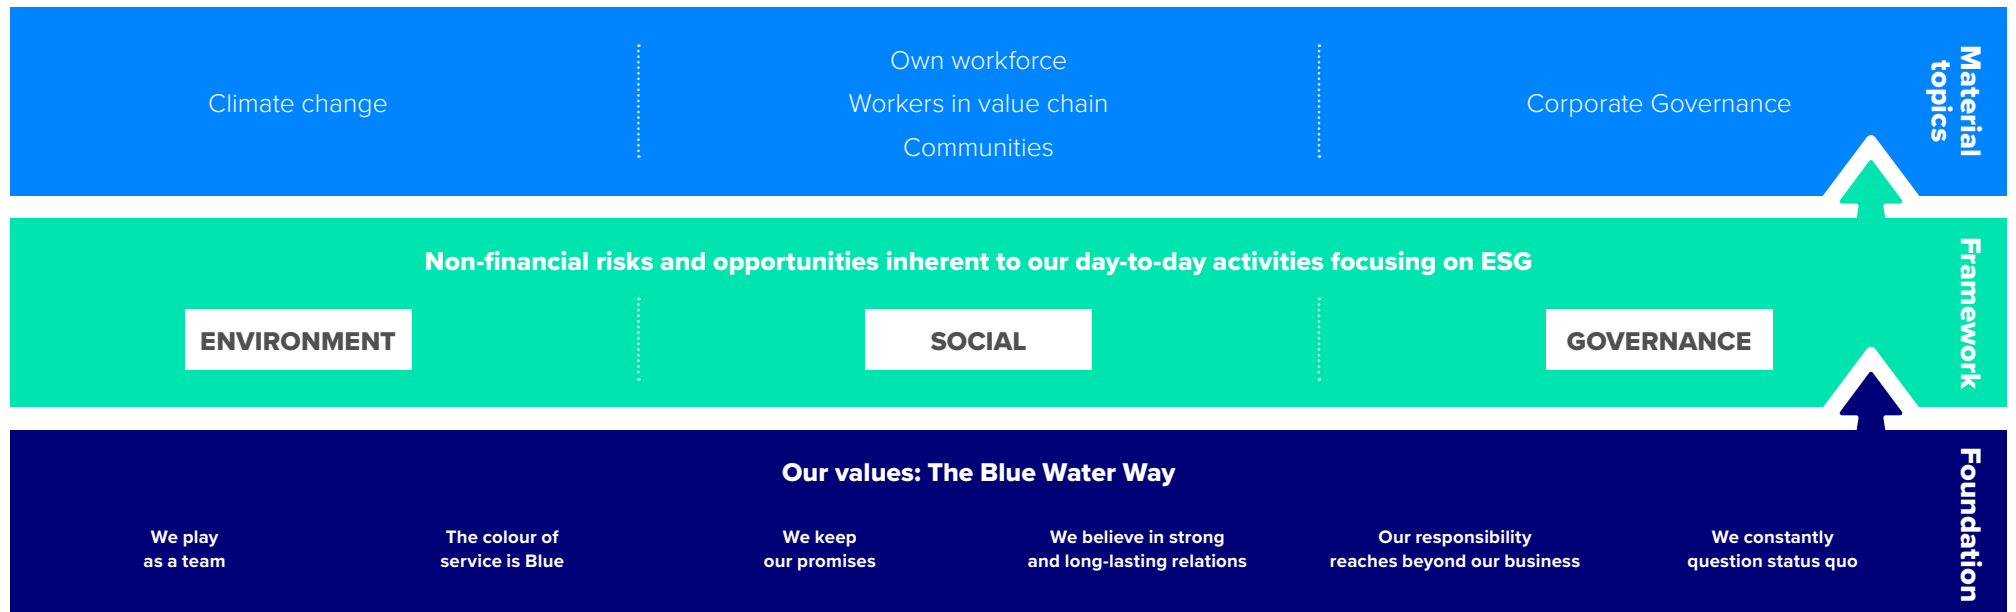 Climate change
Own workforce
Workers in value chain
Communities
Corporate Governance
Material
topics
Non-financial risks and opportunities inherent to our day-to-day activities focusing on ESG
ENVIRONMENT
SOCIAL
GOVERNANCE
Framework
Our values: The Blue Water Way
We play
as a team
The colour of
service is Blue
We keep
our promises
We believe in strong
and long-lasting relations
Our responsibility
reaches beyond our business
We constantly
question status quo
Foundation